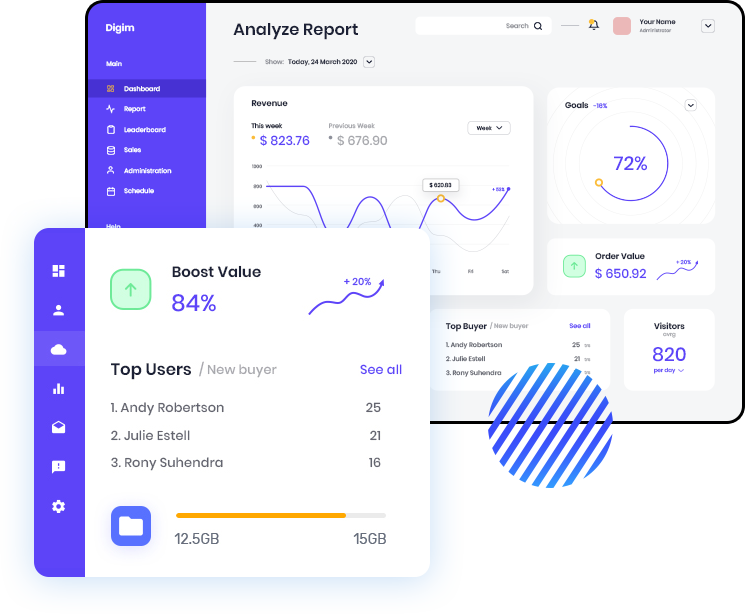 Digim
Analyze Report
Search
Your Name
Administrator
Main
Show: Today, 24 March 2020
Dashboard
Report
Leaderboard
Sales
Administration
Schedule
Help
Revenue
This week
$ 823.76
Previous Week
$ 676.90
Week
1000
800
600
400
$ 620.83
Thu
Fri
Sat
Goals -16%
72%
Order Value
$ 650.92
+ 20%
Top Buyer / New buyer See all
1. Andy Robertson 25
2. Julie Estell 21
3. Rony Suhendra
Visitors
avrg
820
per day
Boost Value
84%
+ 20%
Top Users / New buyer See all
1. Andy Robertson 25
2. Julie Estell 21
3. Rony Suhendra 16
12.5GB 15GB